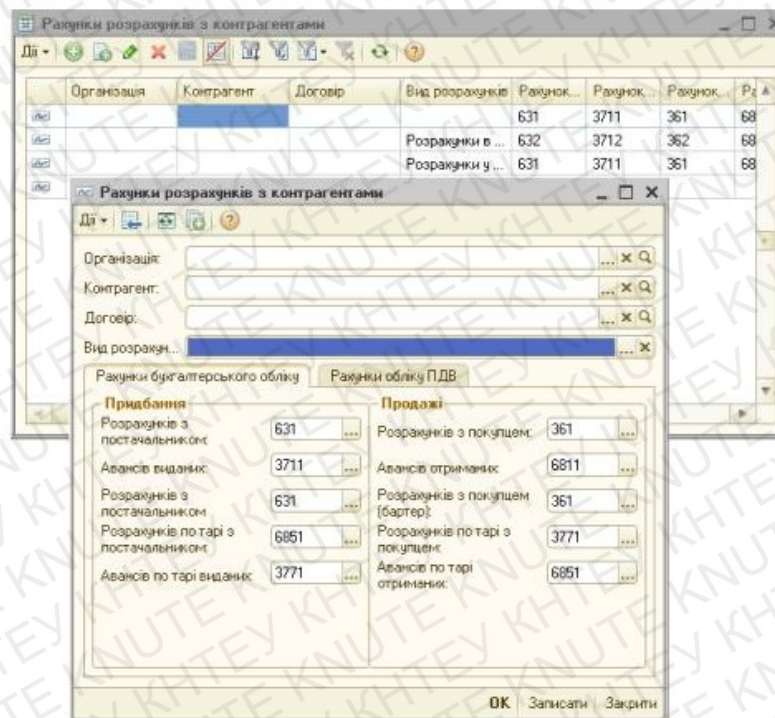 Рахунки розрахунків з контрагентами
Дії
Організація Контрагент Договір Вид розрахунків Рахунок... Рахунок... Рахунок... Ра
631 3711 361 68
Розрахунки в ... 632 3712 362 68
Розрахунки у ... 631 3711 361 68
Рахунки розрахунків з контрагентами
Дії
Організація:
Контрагент:
Договір:
Вид розрахун...
Рахунки бухгалтерського обліку Рахунки обліку ПДВ
Придбання Продажі
Розрахунків з
постачальником: 631 Розрахунків з покупцем: 361
Авансів виданих: 3711 Авансів отриманих: 6811
Розрахунків з
постачальником 631 Розрахунків з покупцем
(бартер): 361
Розрахунків по тарі з
постачальником: 6851 Розрахунків по тарі з
покупцем: 3771
Авансів по тарі виданих: 3771 Авансів по тарі
отриманих: 6851
OK Записати Закрити
КНТЕУ KNUTE